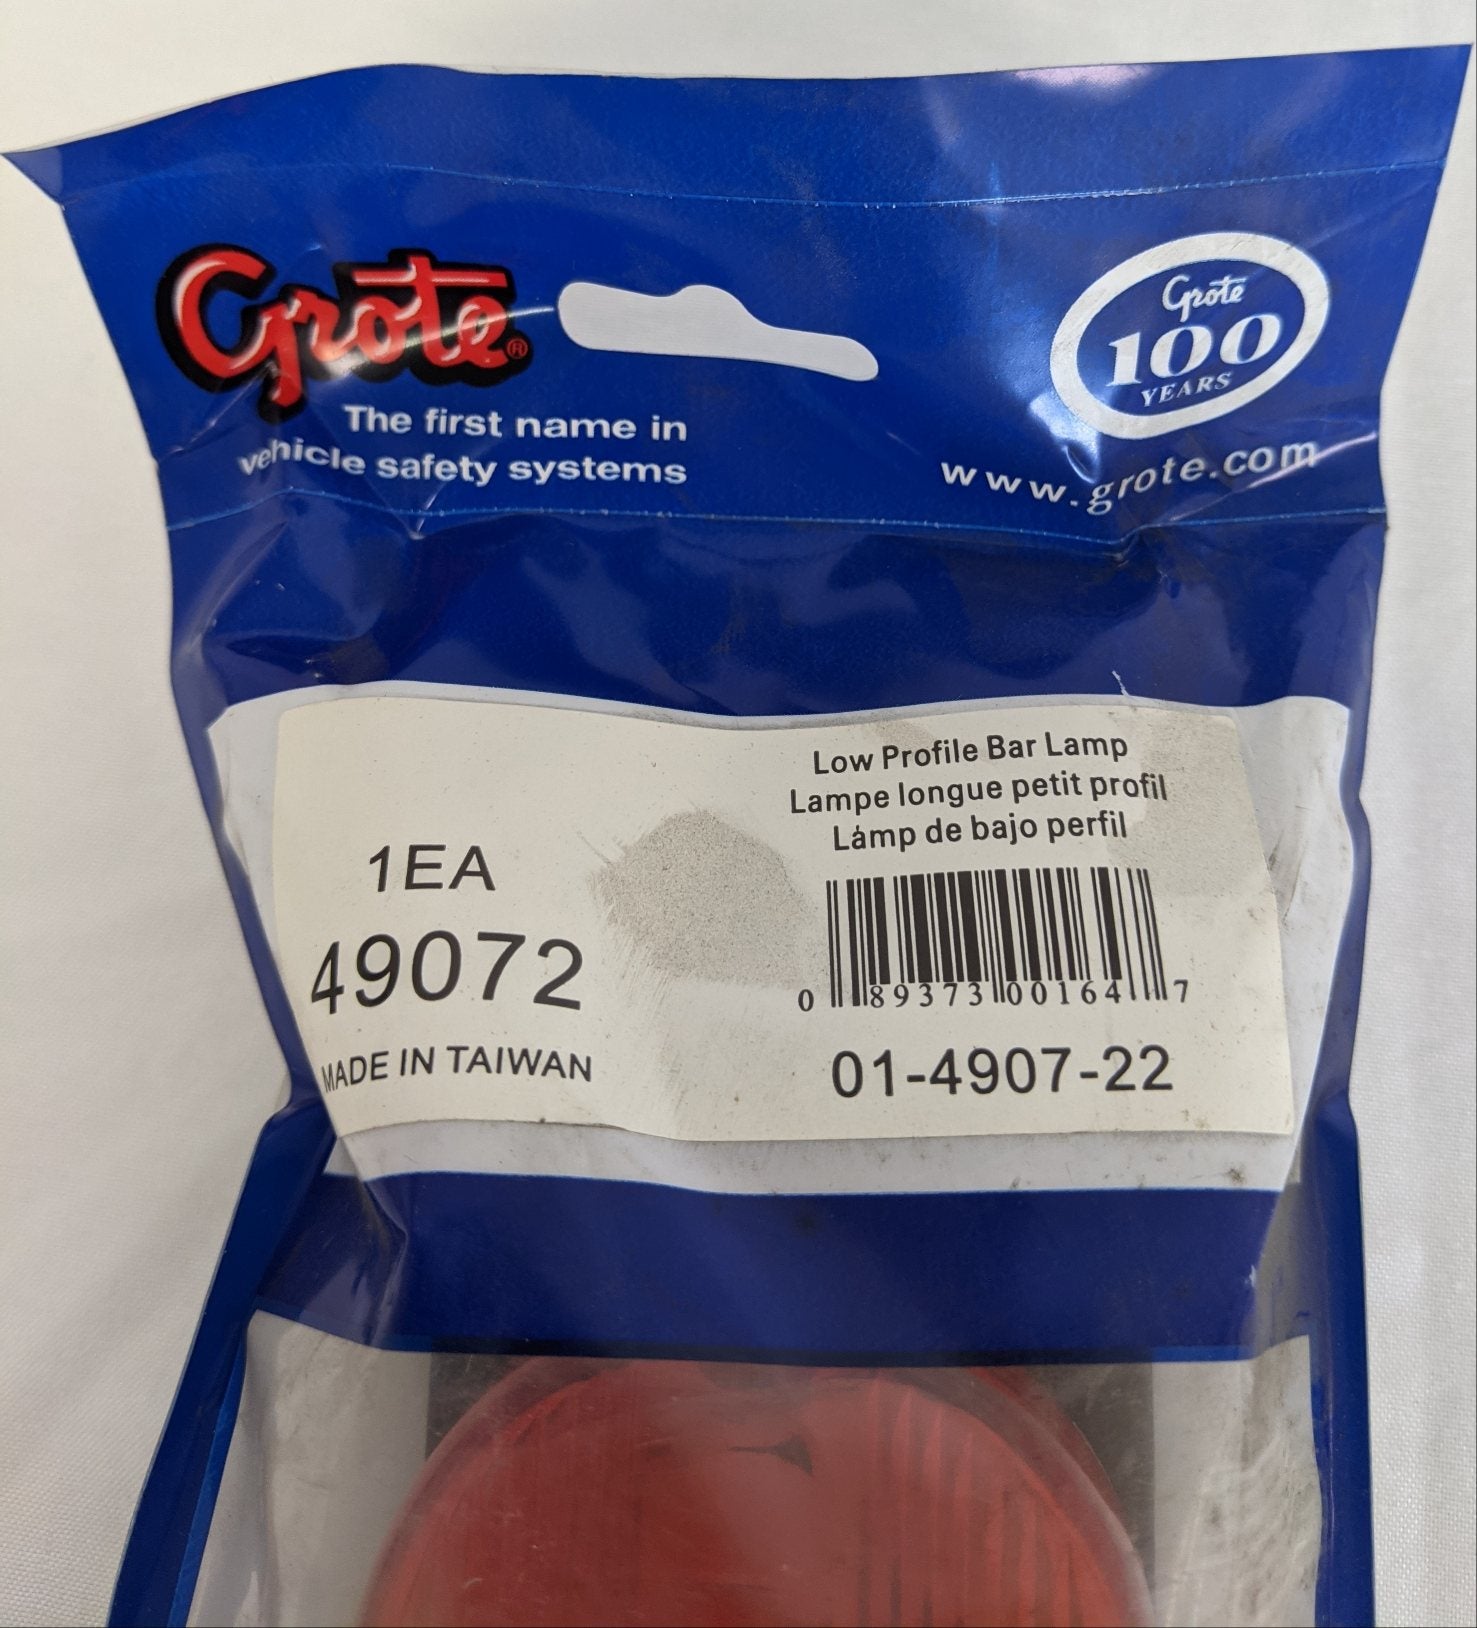 Grote®
The first name in
vehicle safety systems
Grote
100
YEARS
www.grote.com
Low Profile Bar Lamp
Lampe longue petit profil
Lámp de bajo perfil
1EA
49072
MADE IN TAIWAN
0 89373 00164 7
01-4907-22